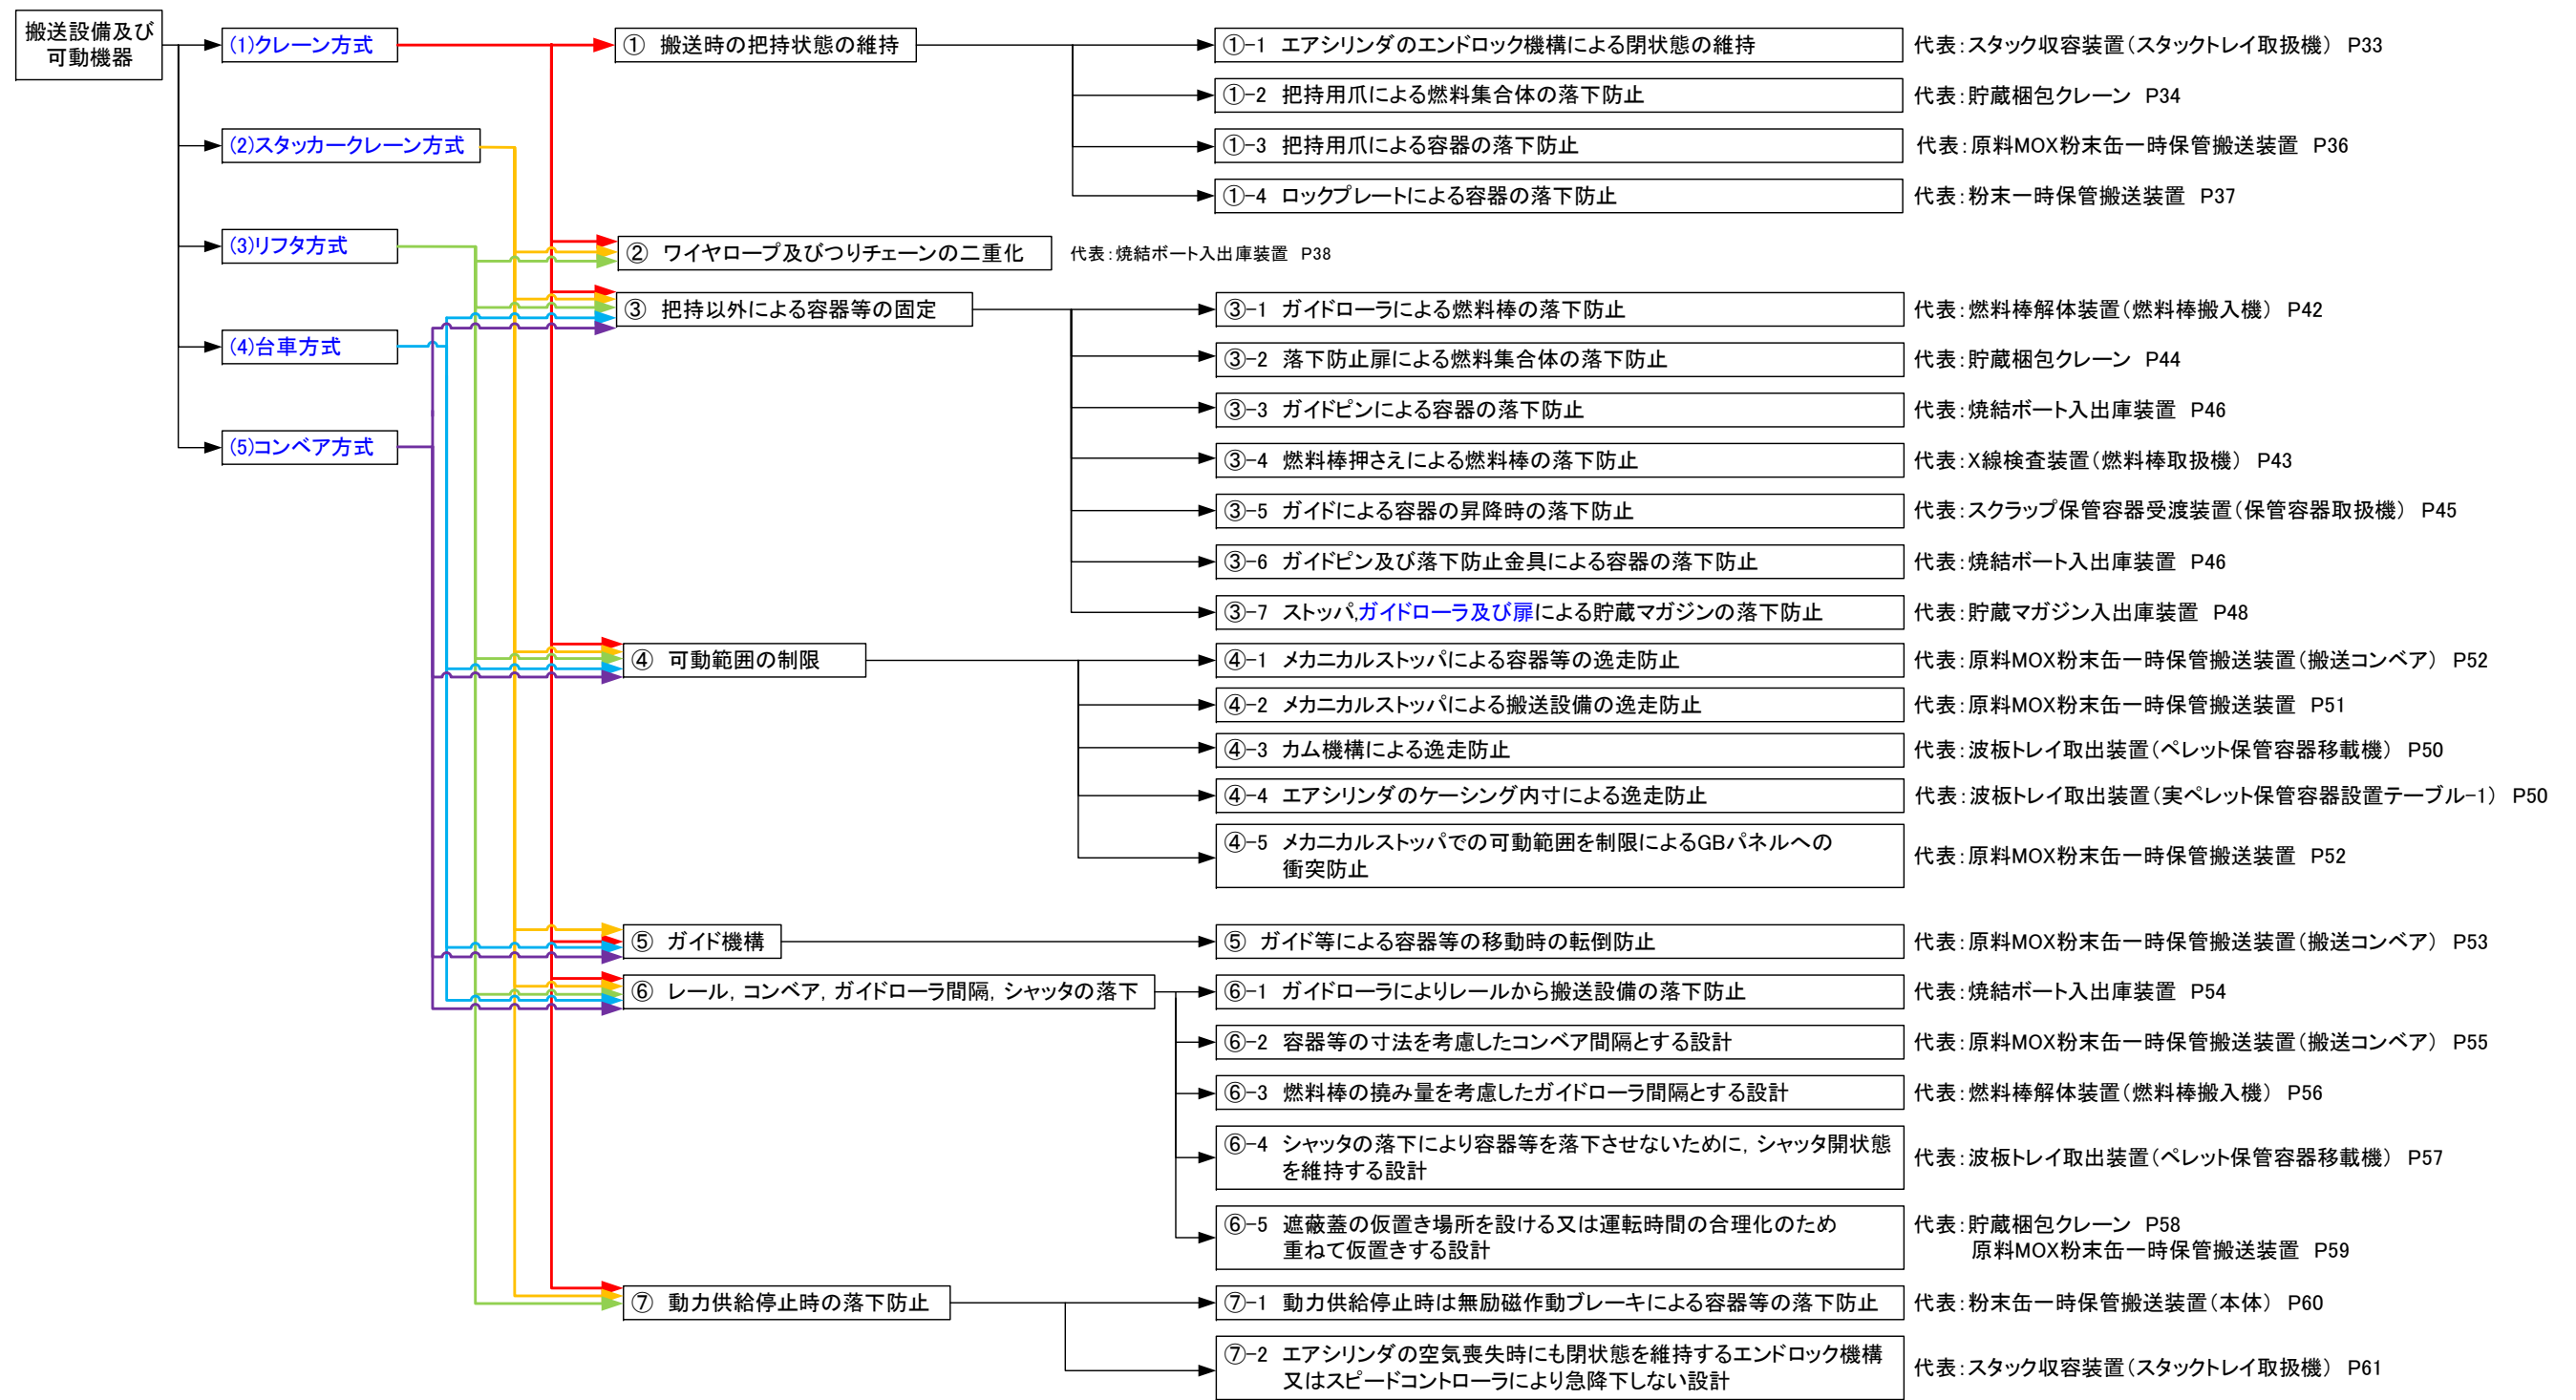 搬送設備及び
可動機器
(1)クレーン方式
① 搬送時の把持状態の維持
①-1 エアシリンダのエンドロック機構による閉状態の維持
代表:スタック収容装置(スタックトレイ取扱機) P33
①-2 把持用爪による燃料集合体の落下防止
代表:貯蔵梱包クレーン P34
(2)スタッカークレーン方式
①-3 把持用爪による容器の落下防止
代表:原料MOX粉末缶一時保管搬送装置 P36
①-4 ロックプレートによる容器の落下防止
代表:粉末一時保管搬送装置 P37
(3)リフタ方式
② ワイヤロープ及びつりチェーンの二重化
代表:焼結ボート入出庫装置 P38
③ 把持以外による容器等の固定
③-1 ガイドローラによる燃料棒の落下防止
代表:燃料棒解体装置(燃料棒搬入機) P42
(4)台車方式
③-2 落下防止扉による燃料集合体の落下防止
代表:貯蔵梱包クレーン P44
③-3 ガイドピンによる容器の落下防止
代表:焼結ボート入出庫装置 P46
(5)コンベア方式
③-4 燃料棒押さえによる燃料棒の落下防止
代表:X線検査装置(燃料棒取扱機) P43
③-5 ガイドによる容器の昇降時の落下防止
代表:スクラップ保管容器受渡装置(保管容器取扱機) P45
③-6 ガイドピン及び落下防止金具による容器の落下防止
代表:焼結ボート入出庫装置 P46
③-7 ストッパ,ガイドローラ及び扉による貯蔵マガジンの落下防止
代表:貯蔵マガジン入出庫装置 P48
④ 可動範囲の制限
④-1 メカニカルストッパによる容器等の逸走防止
代表:原料MOX粉末缶一時保管搬送装置(搬送コンベア) P52
④-2 メカニカルストッパによる搬送設備の逸走防止
代表:原料MOX粉末缶一時保管搬送装置 P51
④-3 カム機構による逸走防止
代表:波板トレイ取出装置(ペレット保管容器移載機) P50
④-4 エアシリンダのケーシング内寸による逸走防止
代表:波板トレイ取出装置(実ペレット保管容器設置テーブル-1) P50
④-5 メカニカルストッパでの可動範囲を制限によるGBパネルへの
衝突防止
代表:原料MOX粉末缶一時保管搬送装置 P52
⑤ ガイド機構
⑤ ガイド等による容器等の移動時の転倒防止
代表:原料MOX粉末缶一時保管搬送装置(搬送コンベア) P53
⑥ レール, コンベア, ガイドローラ間隔, シャッタの落下
⑥-1 ガイドローラによりレールから搬送設備の落下防止
代表:焼結ボート入出庫装置 P54
⑥-2 容器等の寸法を考慮したコンベア間隔とする設計
代表:原料MOX粉末缶一時保管搬送装置(搬送コンベア) P55
⑥-3 燃料棒の撓み量を考慮したガイドローラ間隔とする設計
代表:燃料棒解体装置(燃料棒搬入機) P56
⑥-4 シャッタの落下により容器等を落下させないために, シャッタ開状態
を維持する設計
代表:波板トレイ取出装置(ペレット保管容器移載機) P57
⑥-5 遮蔽蓋の仮置き場所を設ける又は運転時間の合理化のため
重ねて仮置きする設計
代表:貯蔵梱包クレーン P58
原料MOX粉末缶一時保管搬送装置 P59
⑦ 動力供給停止時の落下防止
⑦-1 動力供給停止時は無励磁作動ブレーキによる容器等の落下防止
代表:粉末缶一時保管搬送装置(本体) P60
⑦-2 エアシリンダの空気喪失時にも閉状態を維持するエンドロック機構
又はスピードコントローラにより急降下しない設計
代表:スタック収容装置(スタックトレイ取扱機) P61